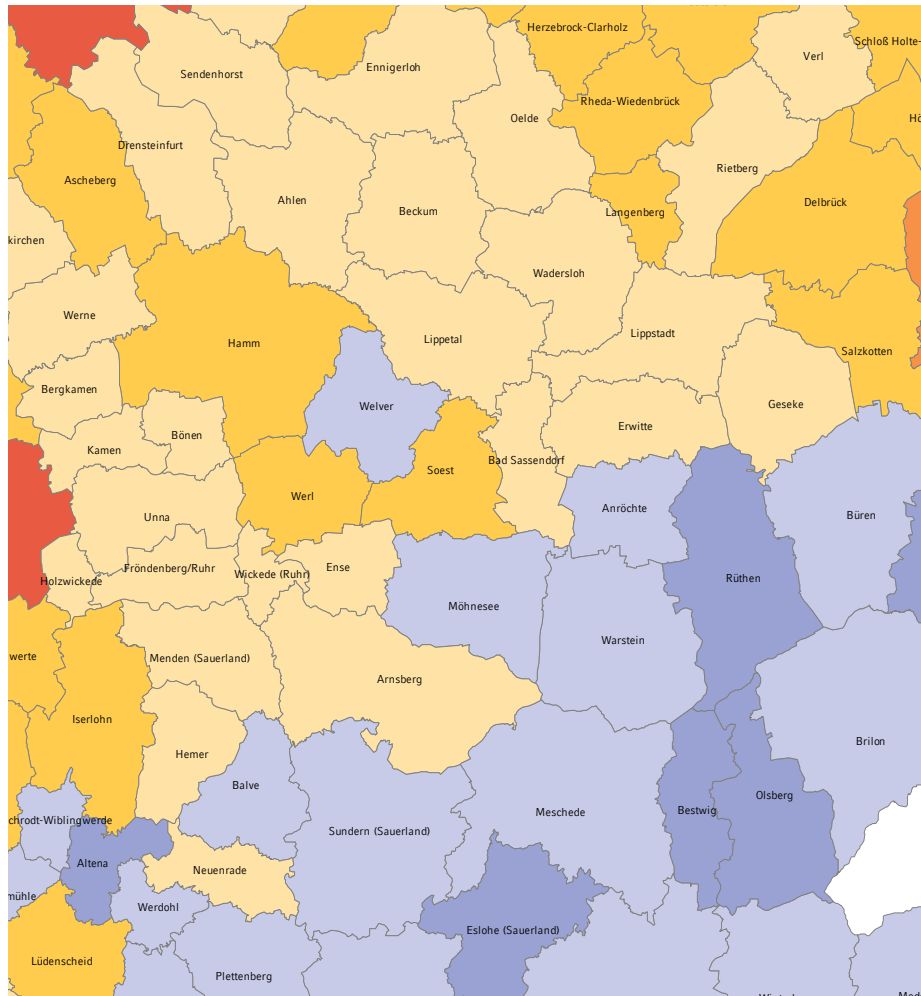 Herzebrock-Clarholz
Schloß Holte-
Verl
Ennigerloh
Sendenhorst
Rheda-Wiedenbrück
Oelde
Hö
Drensteinfurt
Rietberg
Ascheberg
Ahlen
Delbrück
Beckum
Langenberg
kirchen
Wadersloh
Werne
Lippstadt
Lippetal
Hamm
Salzkotten
Bergkamen
Geseke
Welver
Erwitte
Bönen
Kamen
Bad Sassendorf
Soest
Werl
Anröchte
Büren
Unna
Fröndenberg/Ruhr
Ense
Wickede (Ruhr)
Rüthen
Holzwickede
Möhnesee
Warstein
werte
Menden (Sauerland)
Arnsberg
Iserlohn
Brilon
Hemer
Balve
Olsberg
Bestwig
Meschede
chrodt-Wiblingwerde
Sundern (Sauerland)
Altena
Neuenrade
mühle
Werdohl
Eslohe (Sauerland)
Lüdenscheid
Plettenberg